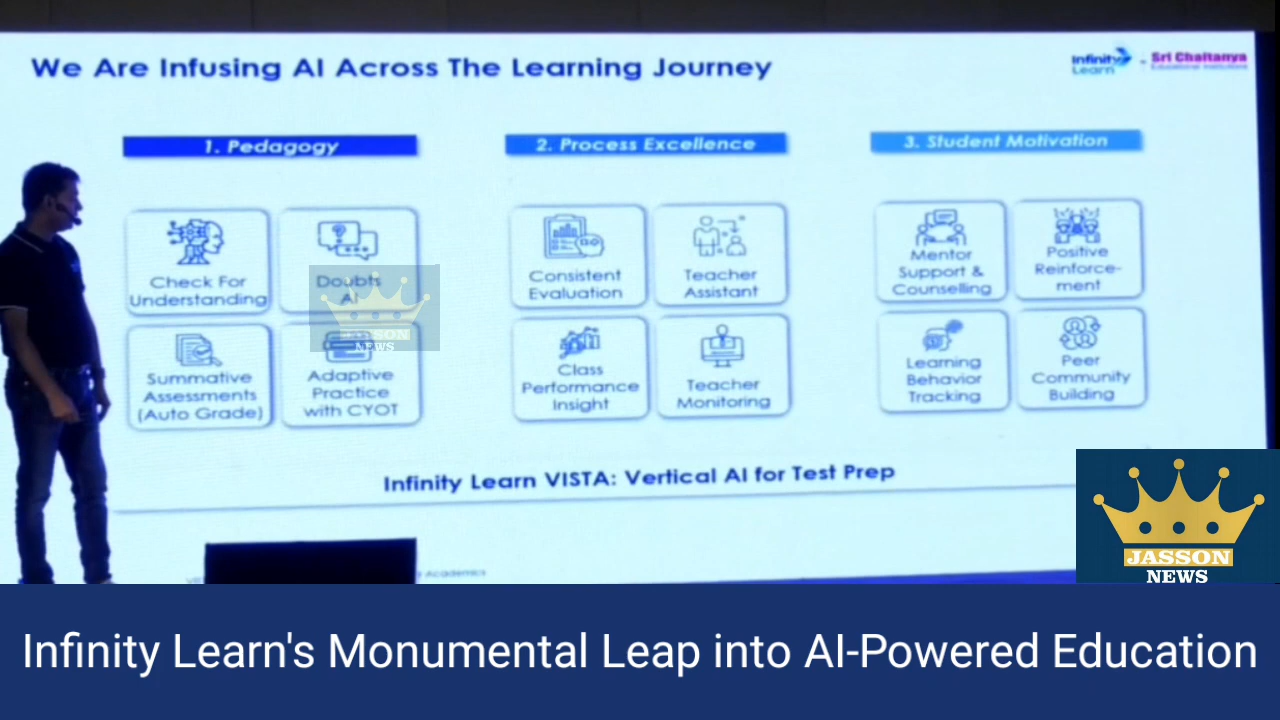 We Are Infusing AI Across The Learning Journey
Infinity
Learn
Sri Chaitanya
Educational Institutions
1. Pedagogy
2. Process Excellence
3. Student Motivation
Check For
Understanding
Doubts
AI
Summative
Assessments
(Auto Grade)
Adaptive
Practice
with CYOT
Consistent
Evaluation
Teacher
Assistant
Class
Performance
Insight
Teacher
Monitoring
Mentor
Support &
Counselling
Positive
Reinforce-
ment
Learning
Behavior
Tracking
Peer
Community
Building
JASSON
NEWS
Infinity Learn VISTA: Vertical AI for Test Prep
Academics
JASSON
NEWS
Infinity Learn's Monumental Leap into AI-Powered Education